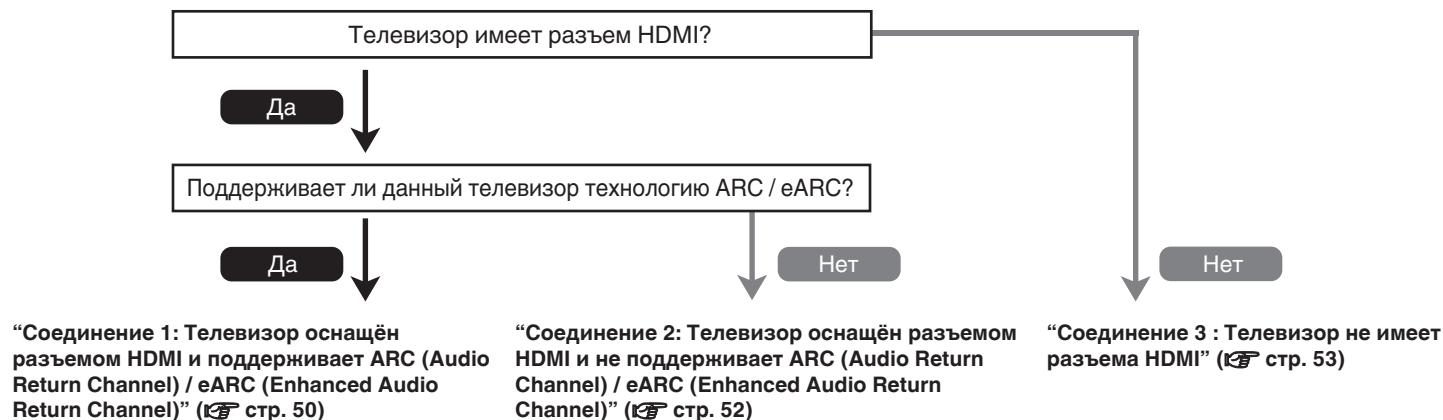 Телевизор имеет разъем HDMI?
Да
Поддерживает ли данный телевизор технологию ARC / eARC?
Да
Нет
Нет
“Соединение 1: Телевизор оснащён
разъемом HDMI и поддерживает ARC (Audio
Return Channel) / eARC (Enhanced Audio
Return Channel)” (☞ стр. 50)
“Соединение 2: Телевизор оснащён разъемом
HDMI и не поддерживает ARC (Audio Return
Channel) / eARC (Enhanced Audio Return
Channel)” (☞ стр. 52)
“Соединение 3 : Телевизор не имеет
разъема HDMI” (☞ стр. 53)